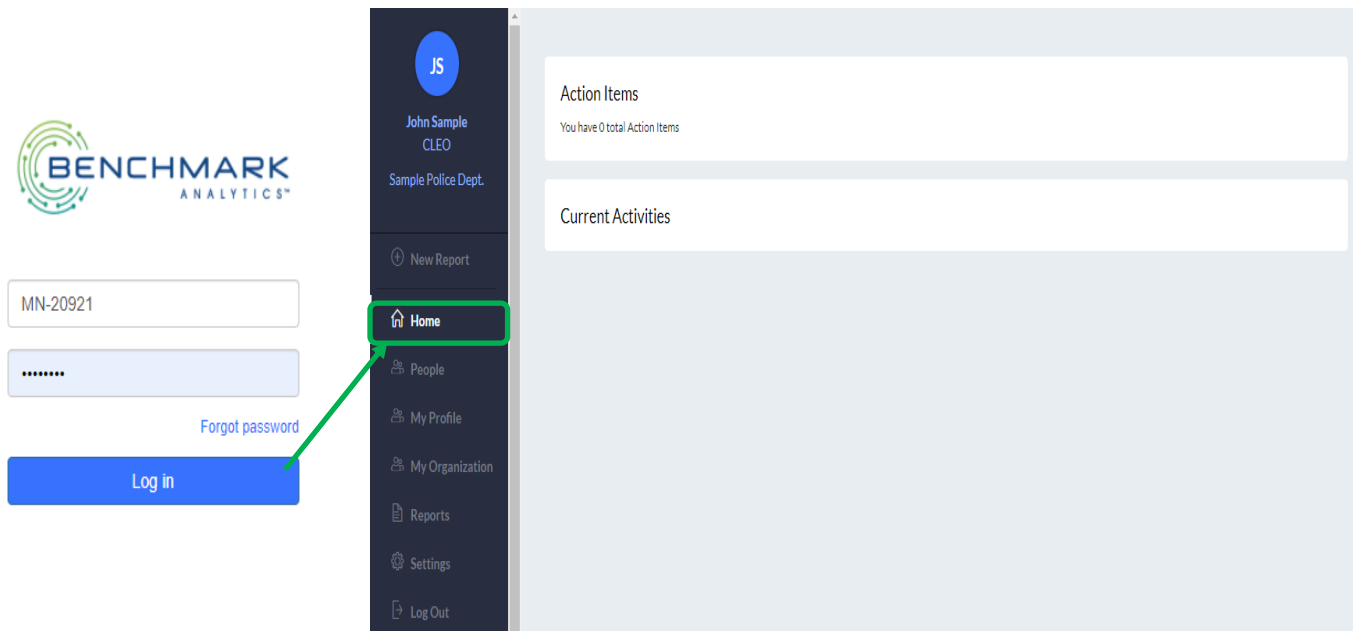 BENCHMARK
ANALYTICS™
MN-20921
••••••••
Forgot password
Log in
JS
John Sample
CLEO
Sample Police Dept.
New Report
Home
People
My Profile
My Organization
Reports
Settings
Log Out
Action Items
You have 0 total Action Items
Current Activities